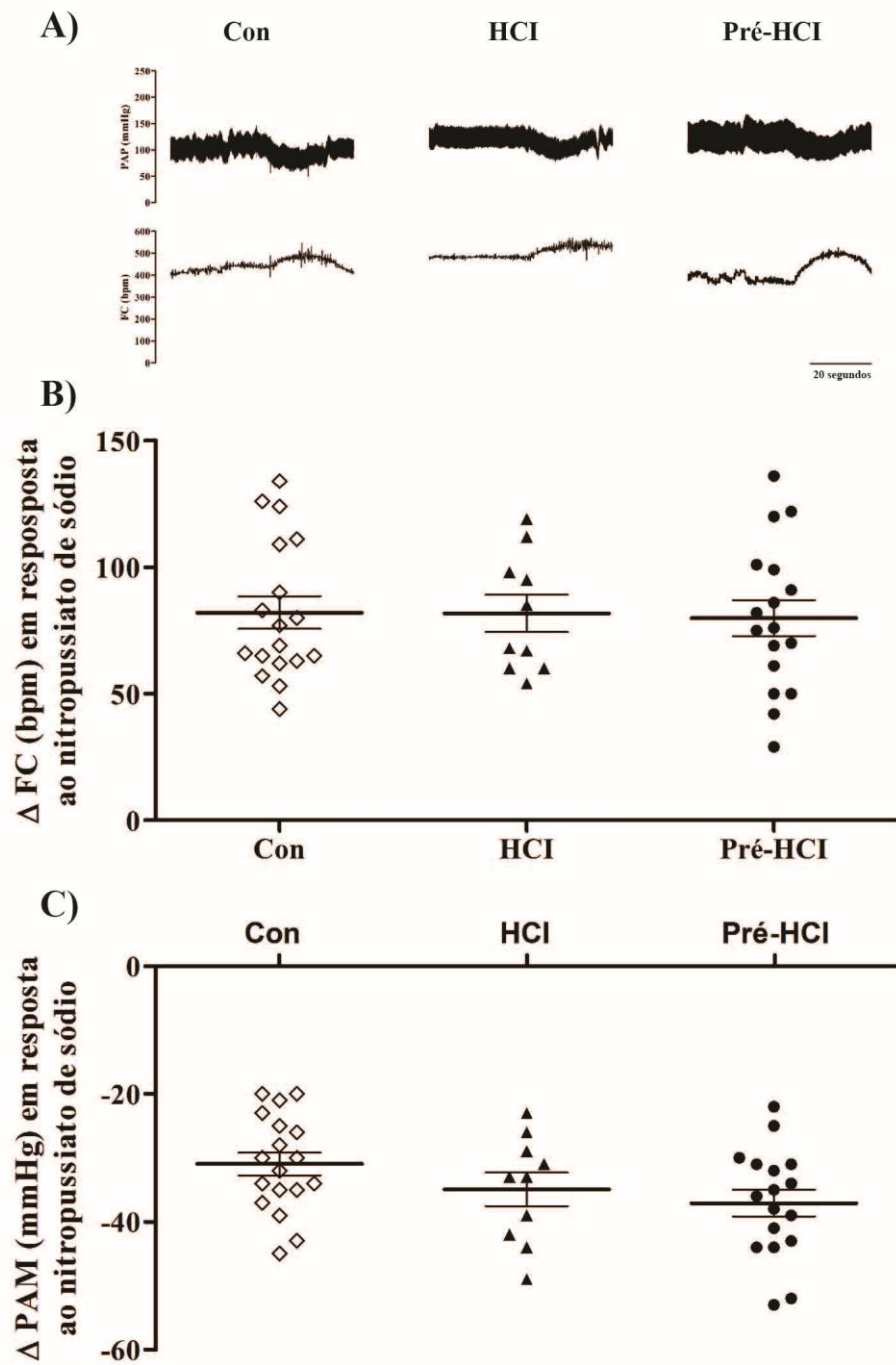 A)
Con HCI Pré-HCI
PAP (mmHg)
250
200
150
100
50
0
FC (bpm)
600
500
400
300
200
100
0
20 segundos
B)
Δ FC (bpm) em resposposta
ao nitropussiato de sódio
150
100
50
0
Con HCI Pré-HCI
C)
Con HCI Pré-HCI
Δ PAM (mmHg) em resposta
ao nitropussiato de sódio
0
-20
-40
-60